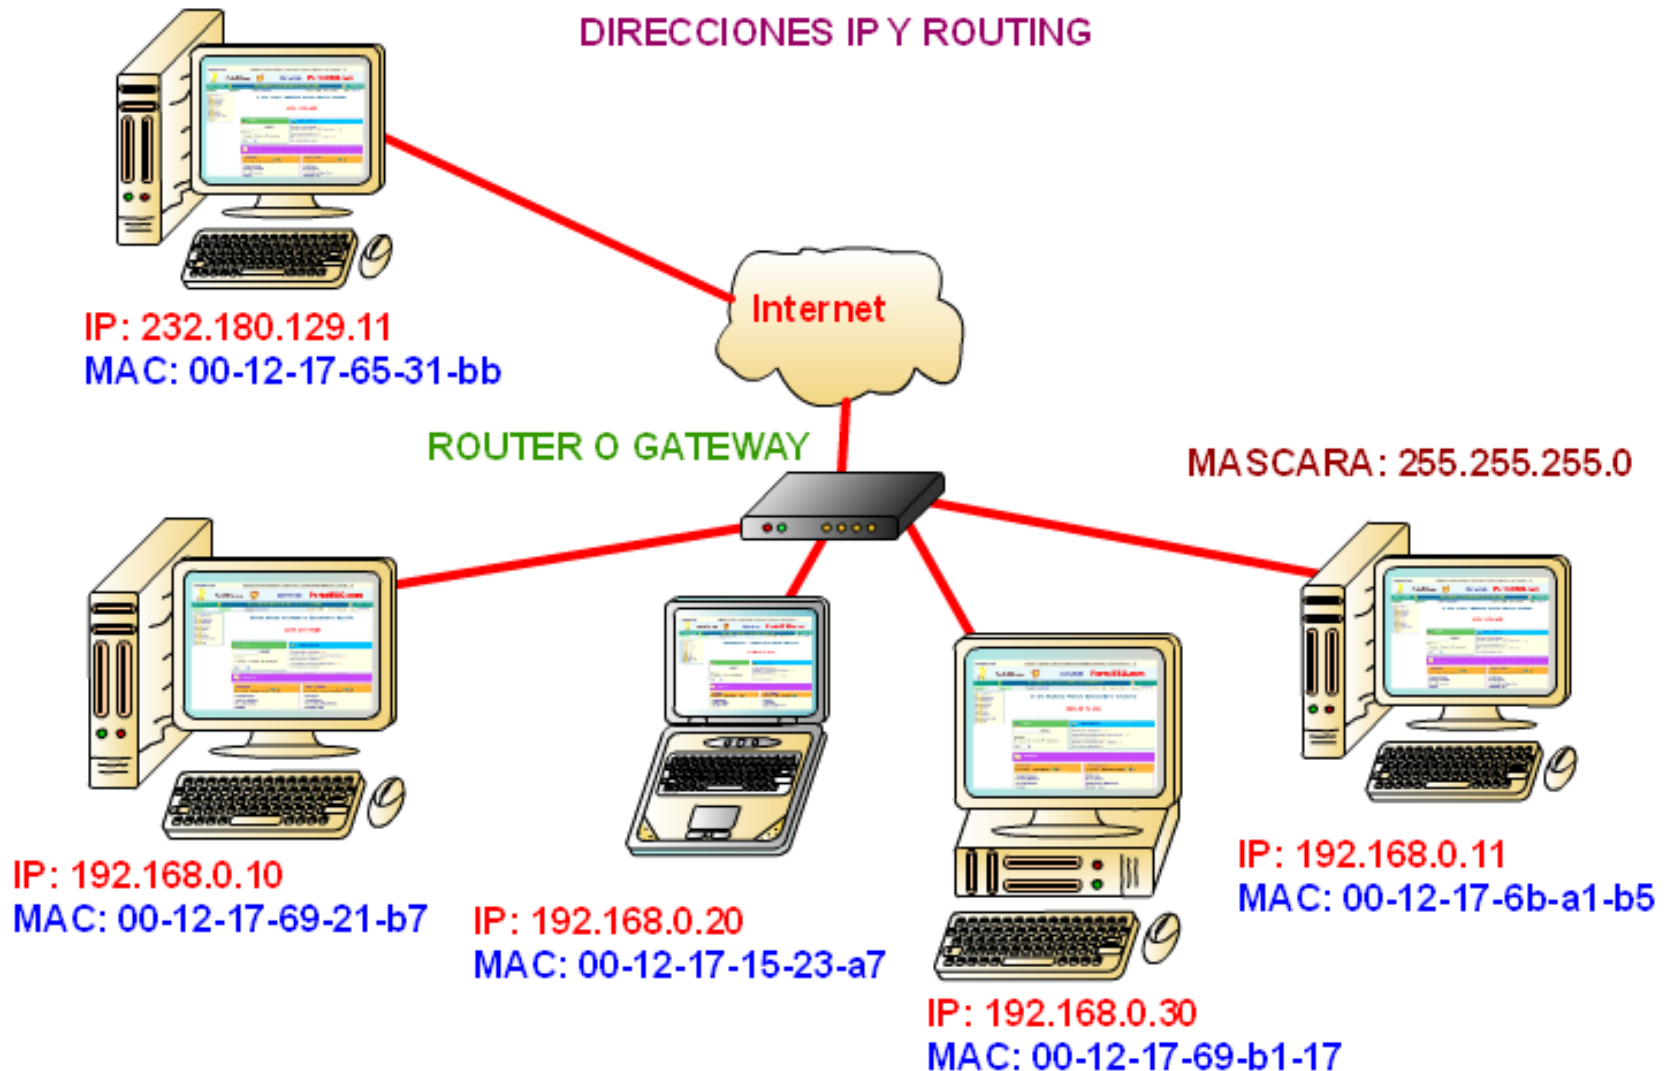 DIRECCIONES IP Y ROUTING
IP: 232.180.129.11
MAC: 00-12-17-65-31-bb
Internet
ROUTER O GATEWAY
MASCARA: 255.255.255.0
IP: 192.168.0.10
MAC: 00-12-17-69-21-b7
IP: 192.168.0.20
MAC: 00-12-17-15-23-a7
IP: 192.168.0.30
MAC: 00-12-17-69-b1-17
IP: 192.168.0.11
MAC: 00-12-17-6b-a1-b5